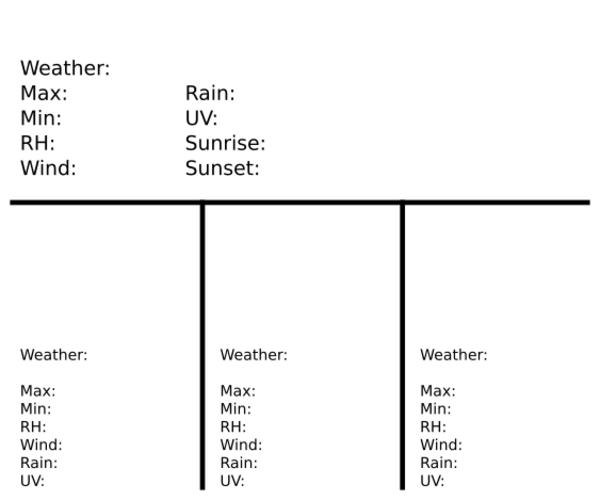 Weather:
Max: Rain:
Min: UV:
RH: Sunrise:
Wind: Sunset:
Weather:
Max:
Min:
RH:
Wind:
Rain:
UV:
Weather:
Max:
Min:
RH:
Wind:
Rain:
UV:
Weather:
Max:
Min:
RH:
Wind:
Rain:
UV: